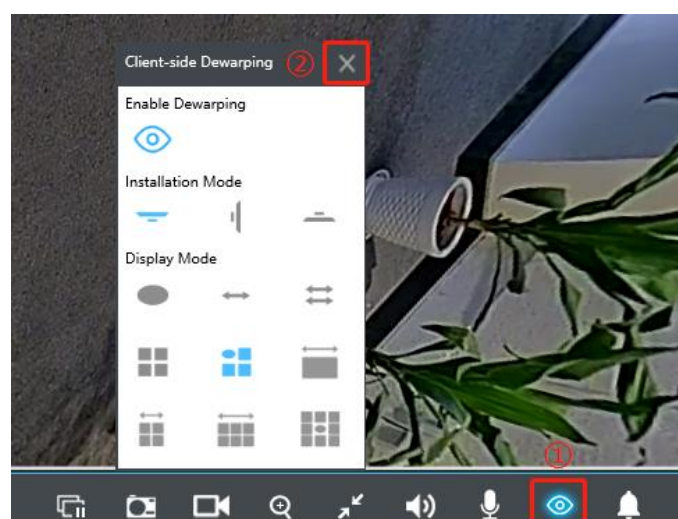 Client-side Dewarping ②
Enable Dewarping
Installation Mode
Display Mode
①